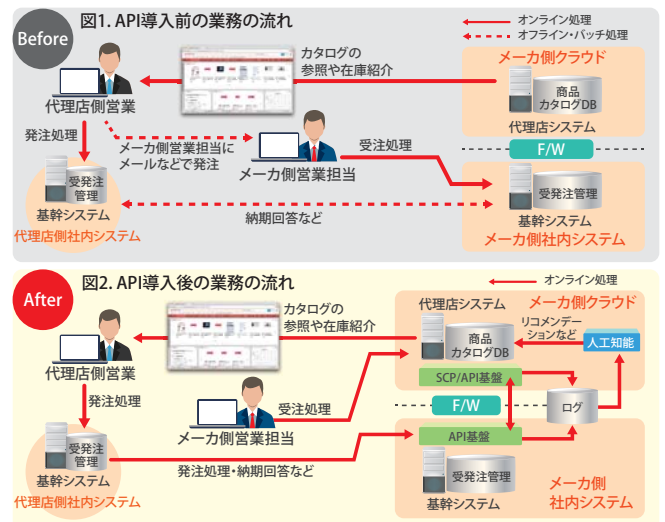 Before
図1. API導入前の業務の流れ
オンライン処理
オフライン・バッチ処理
カタログの
参照や在庫紹介
メーカ側クラウド
商品
カタログDB
代理店システム
代理店側営業
発注処理
メーカ側営業担当に
メールなどで発注
メーカ側営業担当
受注処理
F/W
受発注
管理
基幹システム
代理店側社内システム
納期回答など
受発注管理
基幹システム
メーカ側社内システム
After
図2. API導入後の業務の流れ
オンライン処理
カタログの
参照や在庫紹介
代理店システム
メーカ側クラウド
商品
カタログDB
リコメンデー
ションなど
人工知能
代理店側営業
SCP/API基盤
発注処理
受注処理
メーカ側営業担当
F/W
ログ
API基盤
受発注
管理
基幹システム
代理店側社内システム
発注処理・納期回答など
受発注管理
基幹システム
メーカ側
社内システム